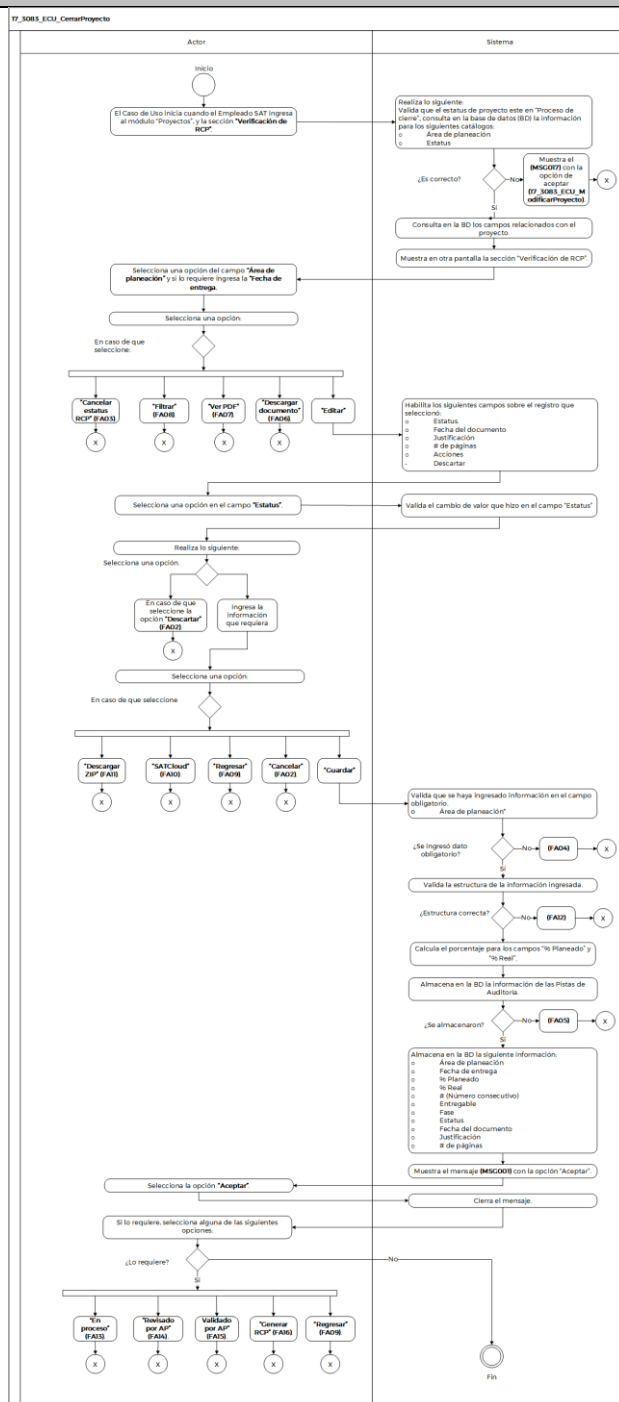 17_3083_ECU_CerrarProyecto
Actor
Sistema
Inicio
El Caso de Uso inicia cuando el Empleado SAT ingresa
al módulo "Proyectos", y la sección "Verificación de
RCP".
Realiza lo siguiente:
Valida que el estatus de proyecto este en "Proceso de
cierre", consulta en la base de datos (BD) la información
para los siguientes catálogos:
o Área de planeación
o Estatus
¿Es correcto?
No
Muestra el
(MSG017) con la
opción de
aceptar
(17_3083_ECU_M
odificarProyecto).
X
Si
Consulta en la BD los campos relacionados con el
proyecto.
Muestra en otra pantalla la sección "Verificación de RCP".
Selecciona una opción del campo "Área de
planeación" y si lo requiere ingresa la "Fecha de
entrega.
Selecciona una opción:
En caso de que
seleccione:
"Cancelar
estatus
RCP" (FA03)
"Filtrar"
(FA08)
"Ver PDF"
(FA07)
"Descargar
documento"
(FA06)
"Editar"
X
X
X
X
Habilita los siguientes campos sobre el registro que
seleccionó:
o Estatus.
o Fecha del documento
o Justificación
o # de páginas
o Acciones
- Descartar
Selecciona una opción en el campo "Estatus".
Valida el cambio de valor que hizo en el campo "Estatus"
Realiza lo siguiente:
Selecciona una opción.
En caso de que
seleccione la
opción "Descartar"
(FA02)
Ingresa la
información
que requiera
X
Selecciona una opción:
En caso de que seleccione
"Descargar
ZIP" (FA11)
"SATCloud"
(FA10)
"Regresar"
(FA09)
"Cancelar"
(FA02)
"Guardar"
X
X
X
X
Valida que se haya ingresado información en el campo
obligatorio.
o Área de planeación*
¿Se ingresó dato
obligatorio?
No
(FA04)
X
Si
Valida la estructura de la información ingresada.
¿Estructura correcta?
No
(FA12)
X
Calcula el porcentaje para los campos "% Planeado" y
"% Real".
Almacena en la BD la información de las Pistas de
Auditoria.
¿Se almacenaron?
No
(FA05)
X
Si
Almacena en la BD la siguiente información:
o Área de planeación
o Fecha de entrega
o % Planeado
o % Real
o # (Número consecutivo)
o Entregable
o Fase
o Estatus
o Fecha del documento
o Justificación
o # de páginas
Muestra el mensaje (MSG001) con la opción "Aceptar".
Selecciona la opción "Aceptar".
Cierra el mensaje.
Si lo requiere, selecciona alguna de las siguientes
opciones:
¿Lo requiere?
No
Si
"En
proceso"
(FA13)
"Revisado
por AP"
(FA14)
Validado
por AP"
(FA15)
"Generar
RCP" (FA16)
"Regresar"
(FA09)
X
X
X
X
X
Fin